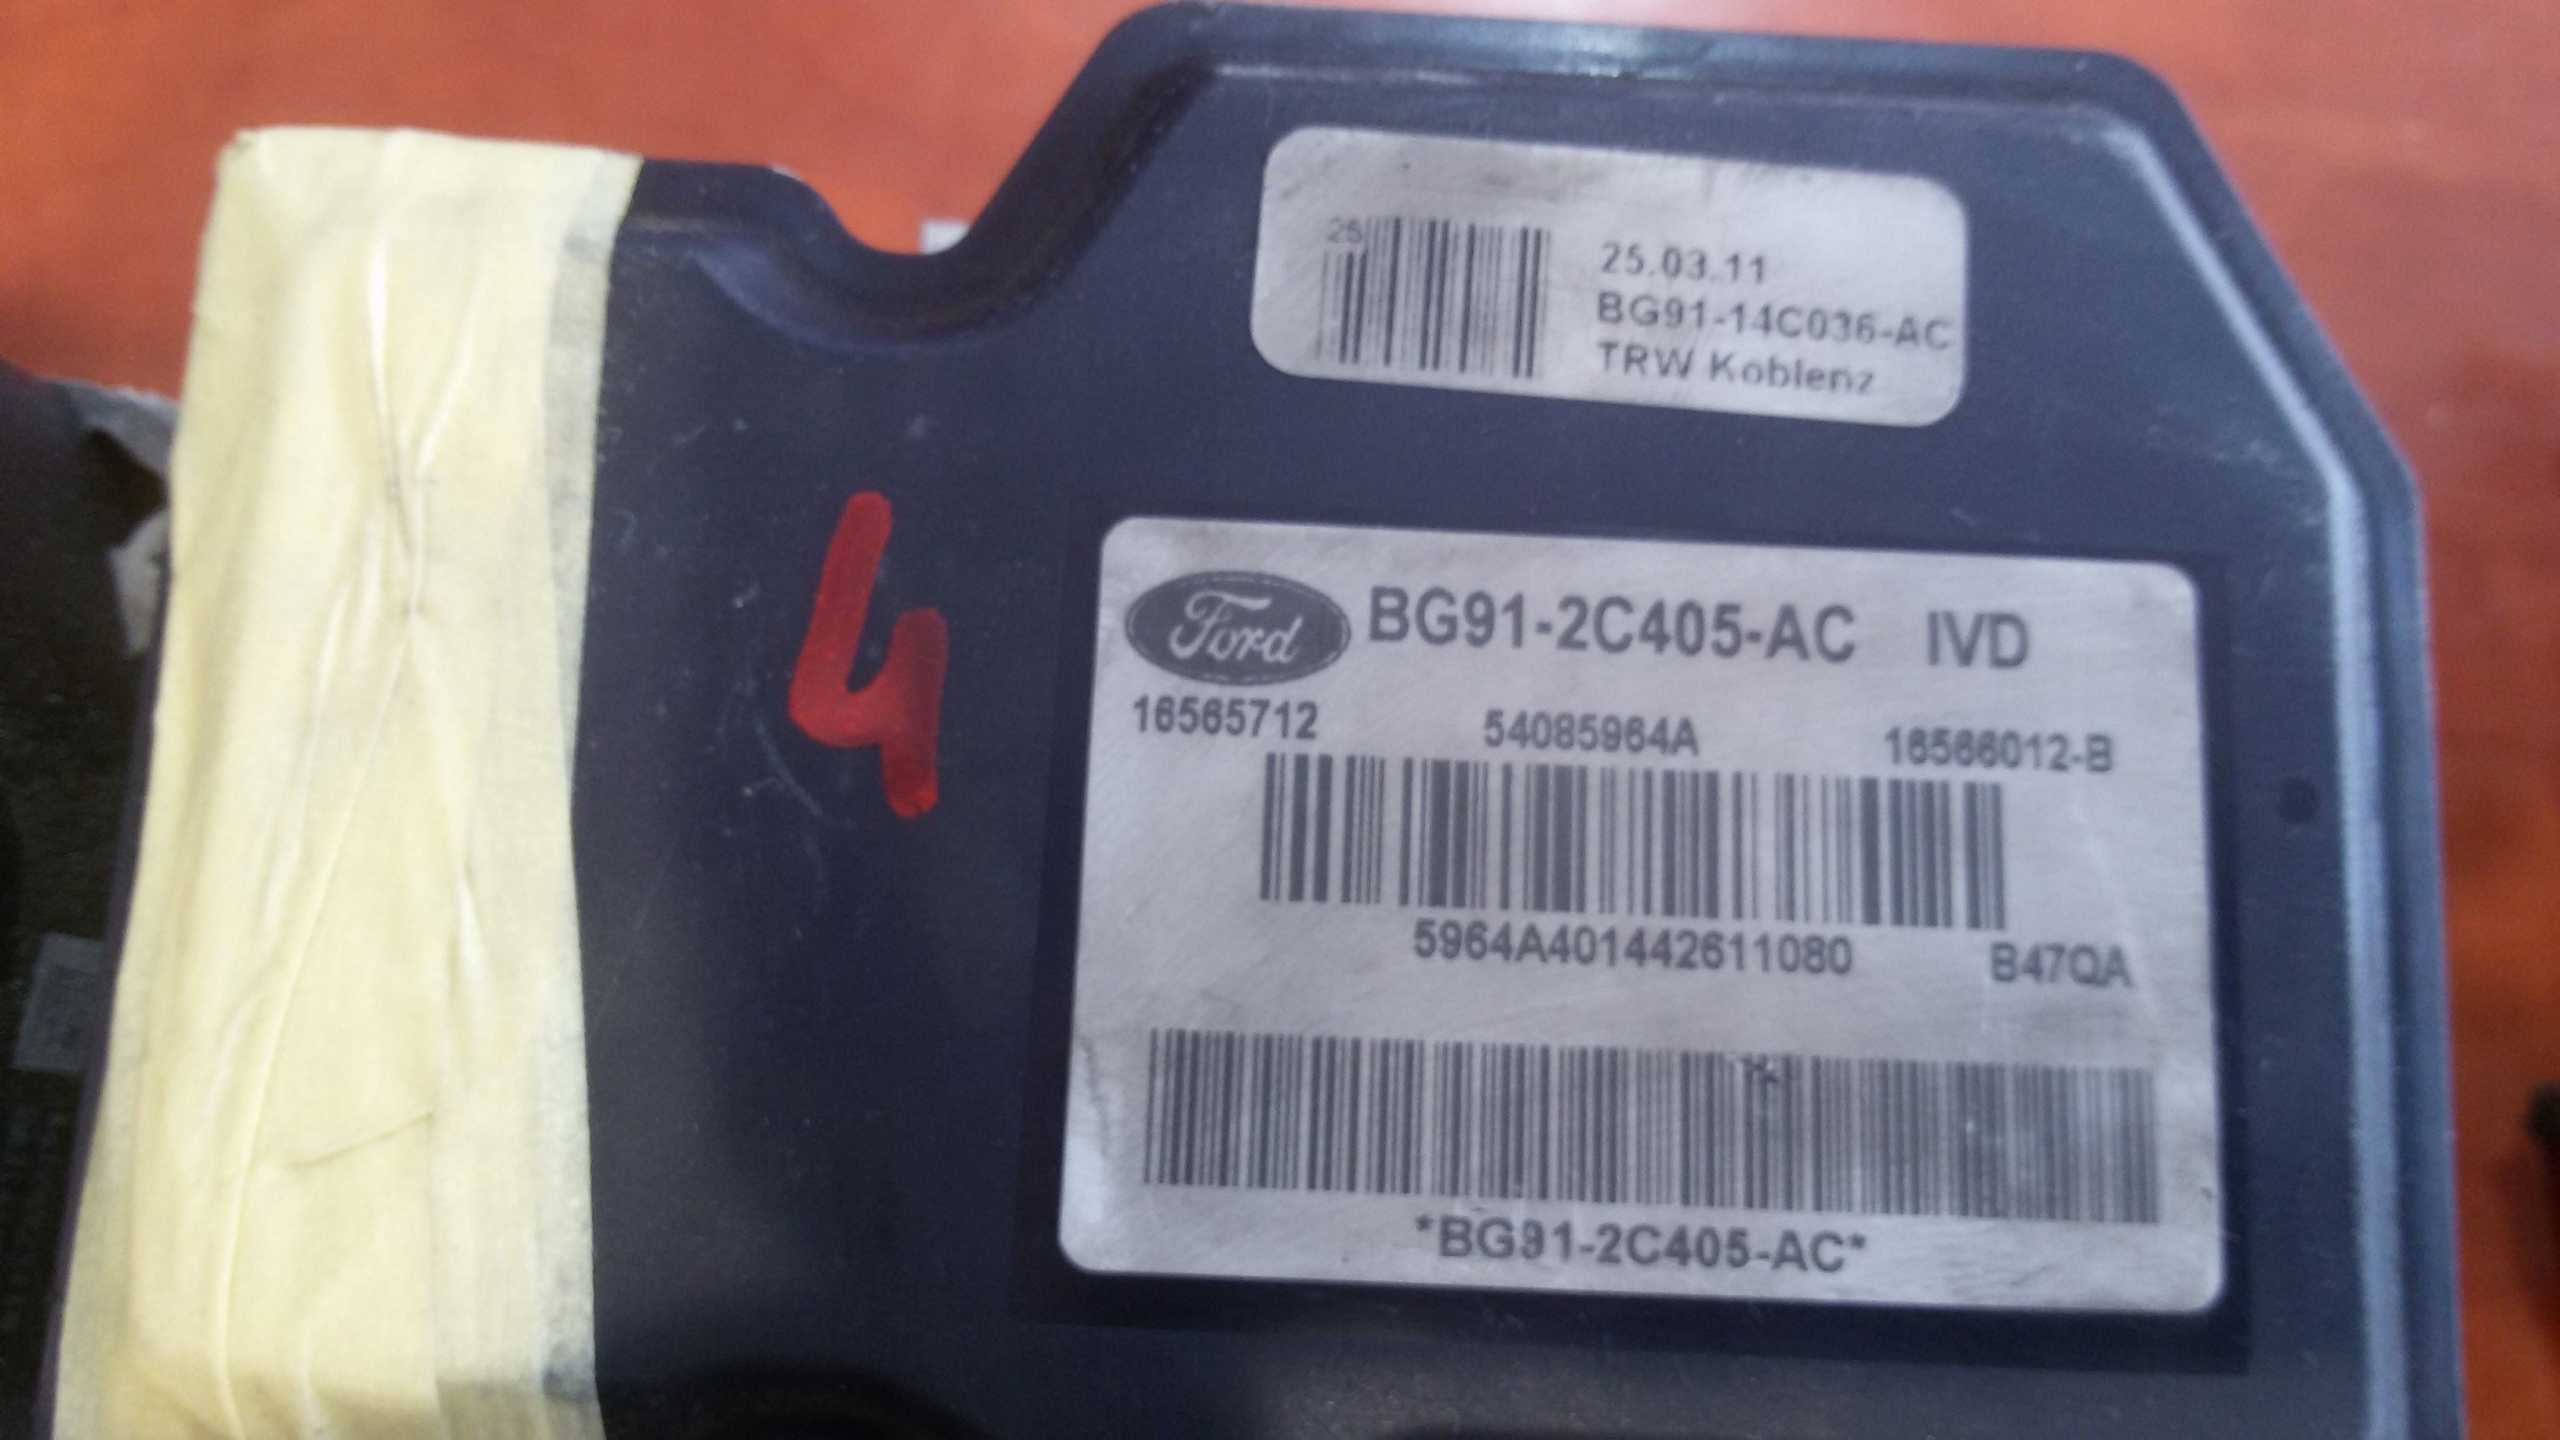 25
25.03.11
BG91-14C036-AC
TRW Koblenz
4
Ford BG91-2C405-AC IVD
16565712 54085964A 16566012-B
5964A401442611080 B47QA
*BG91-2C405-AC*